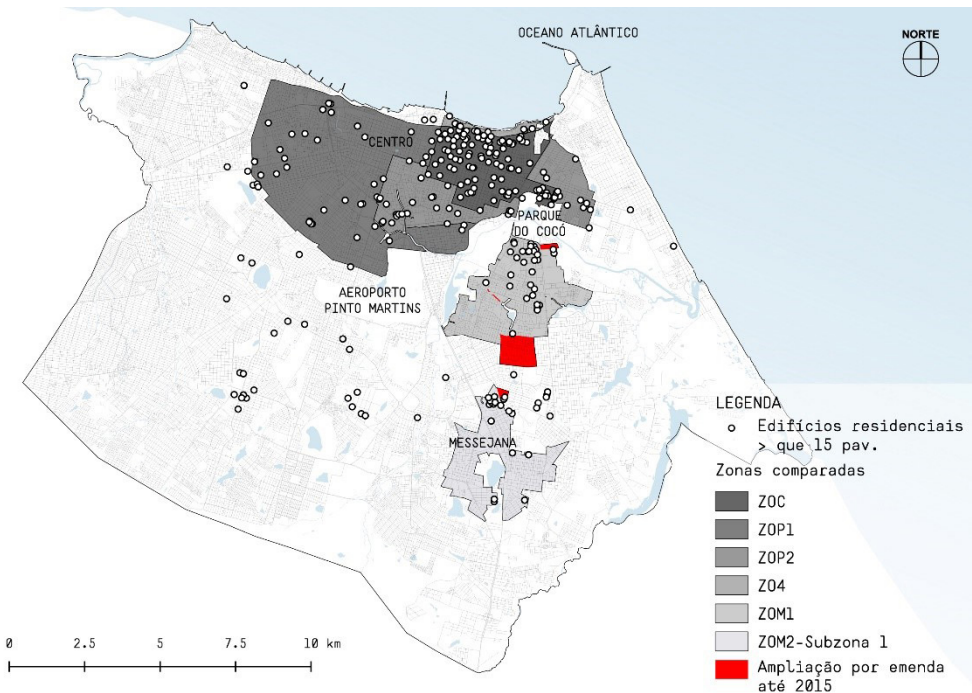 OCEANO ATLÂNTICO
NORTE
CENTRO
PARQUE
DO COCÓ
AEROPORTO
PINTO MARTINS
MESSEJANA
LEGENDA
Edifícios residenciais
> que 15 pav.
Zonas comparadas
ZOC
ZOP1
ZOP2
ZO4
ZOM1
ZOM2-Subzona 1
Ampliação por emenda
até 2015
0 2.5 5 7.5 10 km